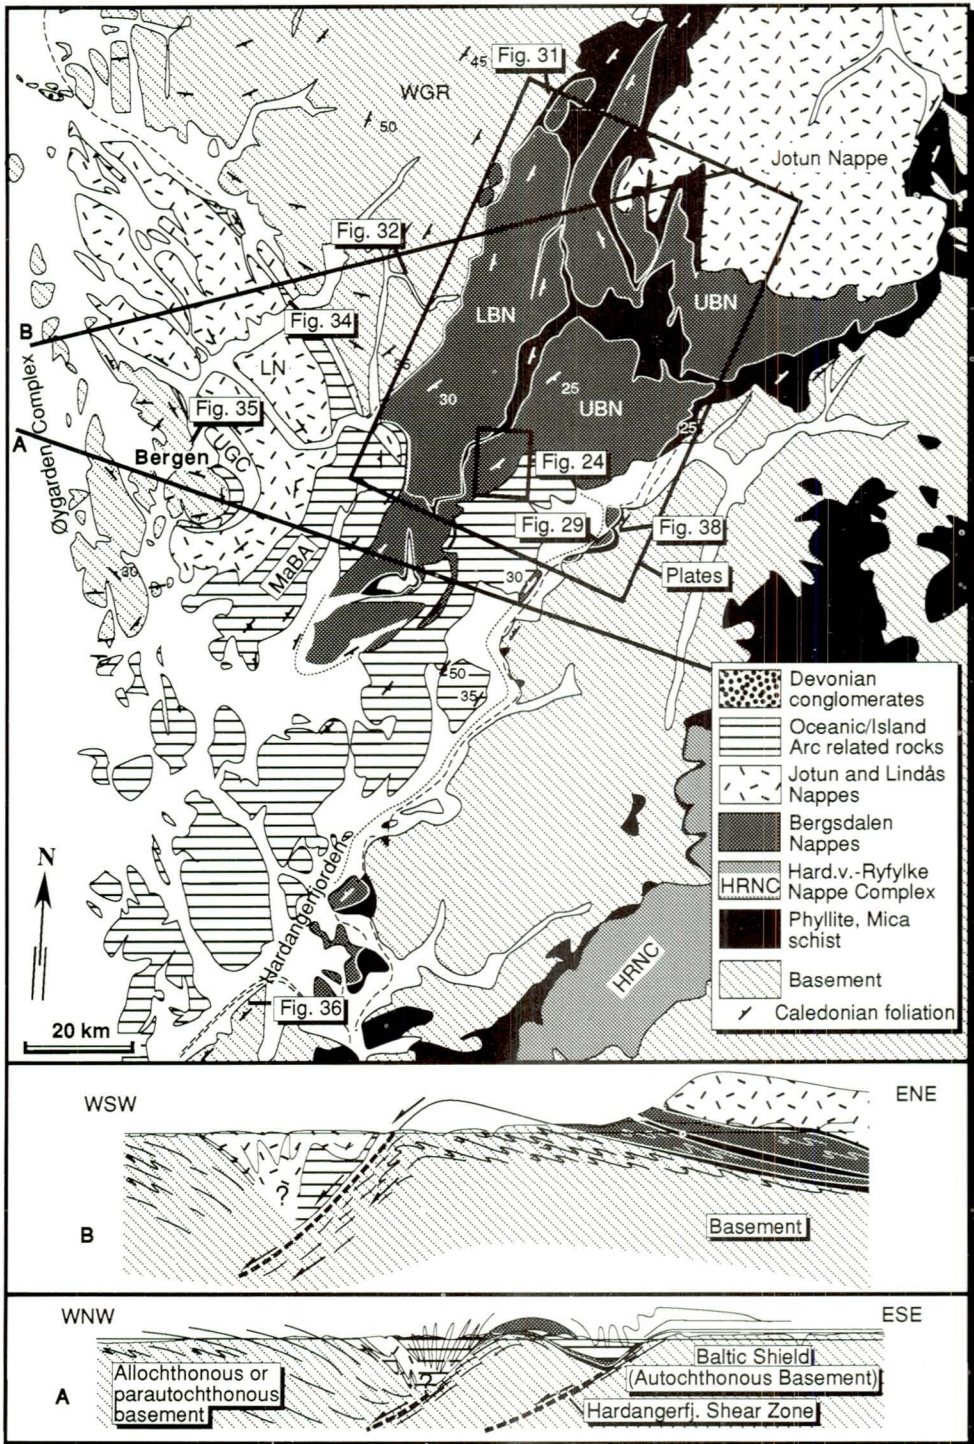 45
Fig. 31
WGR
50
Jotun Nappe
Fig. 32
B
Fig. 34
LBN
UBN
LN
Fig. 35
30
25
UBN
A
Øygarden Complex
Bergen
UGC
25
Fig. 24
Fig. 29
Fig. 38
MaBA
30
30
Plates
50
35
Devonian
conglomerates
Oceanic/Island
Arc related rocks
Jotun and Lindås
Nappes
Bergsdalen
Nappes
HRNC
Hard.v.-Ryfylke
Nappe Complex
Phyllite, Mica
schist
Basement
Caledonian foliation
N
Hardangerfjorden
HRNC
Fig. 36
20 km
WSW
ENE
?
Basement
B
WNW
ESE
Allochthonous or
parautochthonous
basement
?
Baltic Shield
(Autochthonous Basement)
Hardangerfj. Shear Zone
A